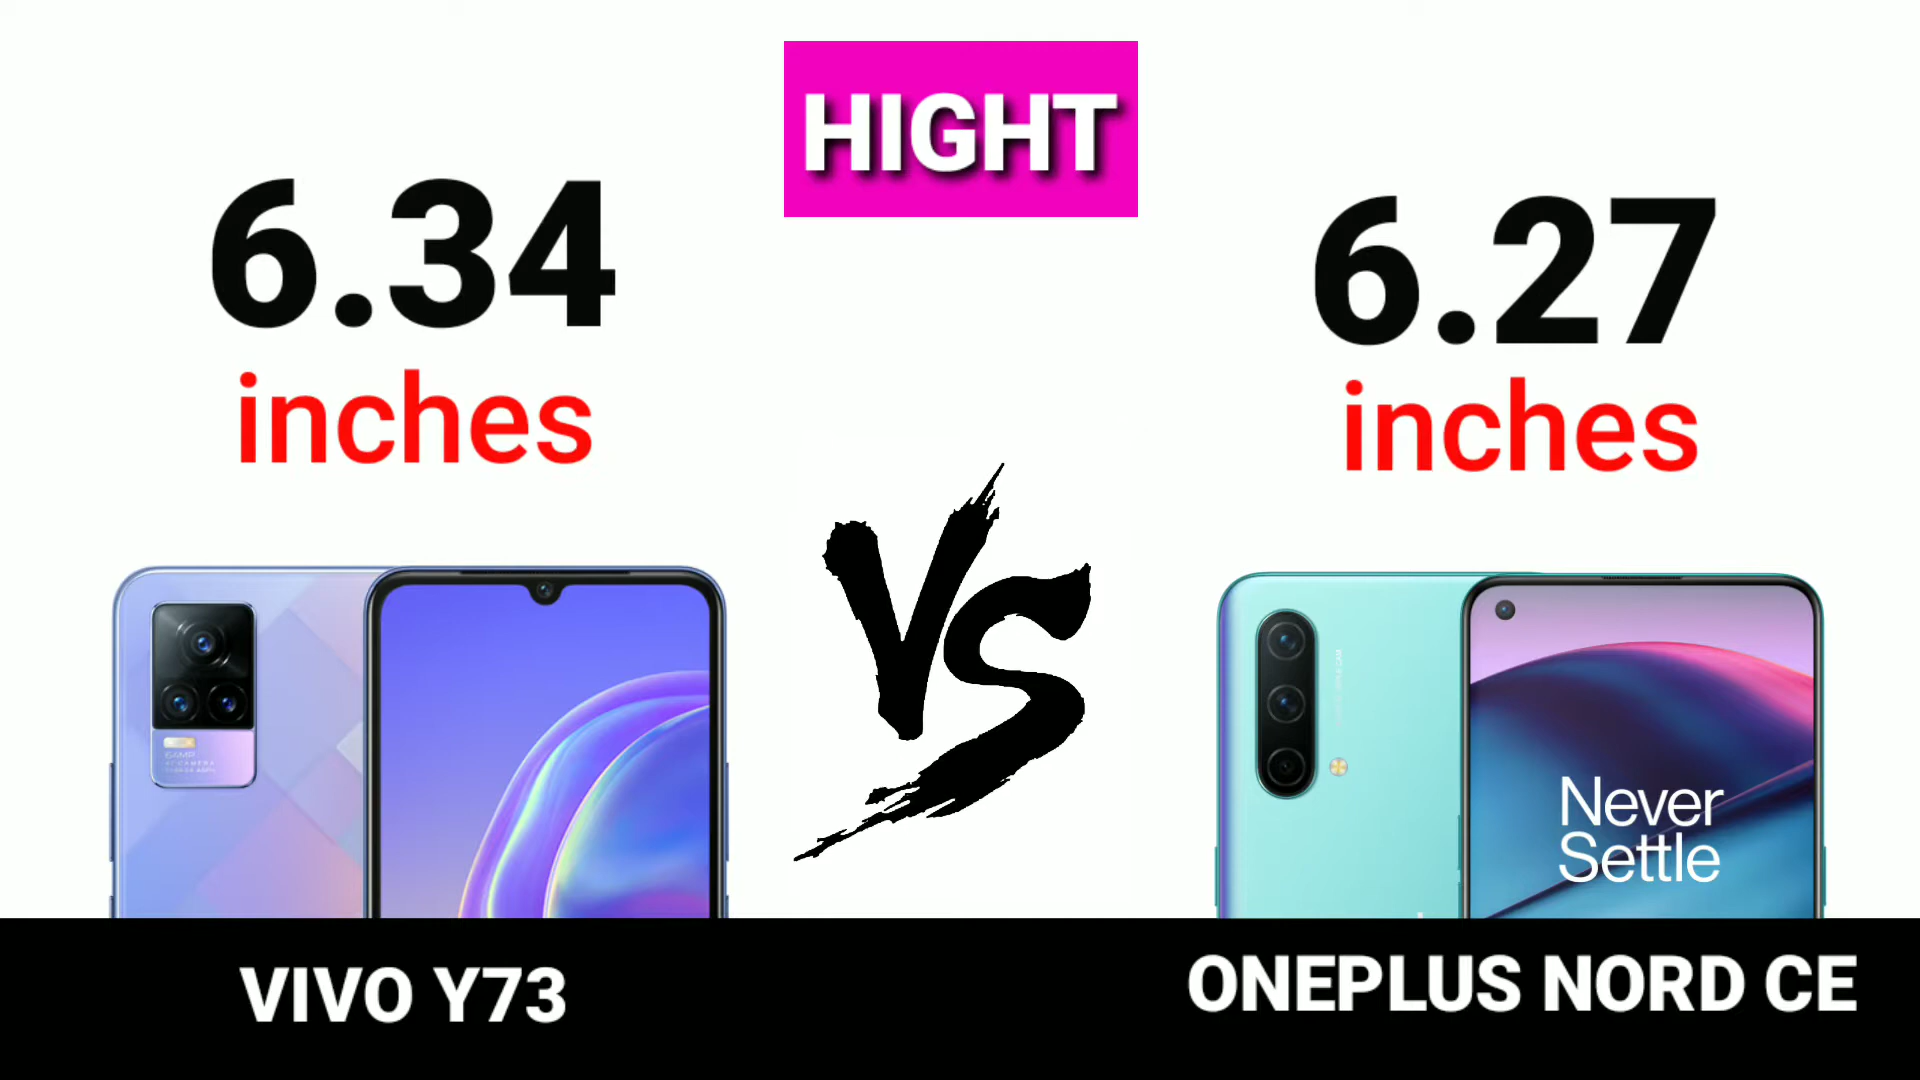 HIGHT
6.34
inches
6.27
inches
VS
Never
Settle
VIVO Y73
ONEPLUS NORD CE